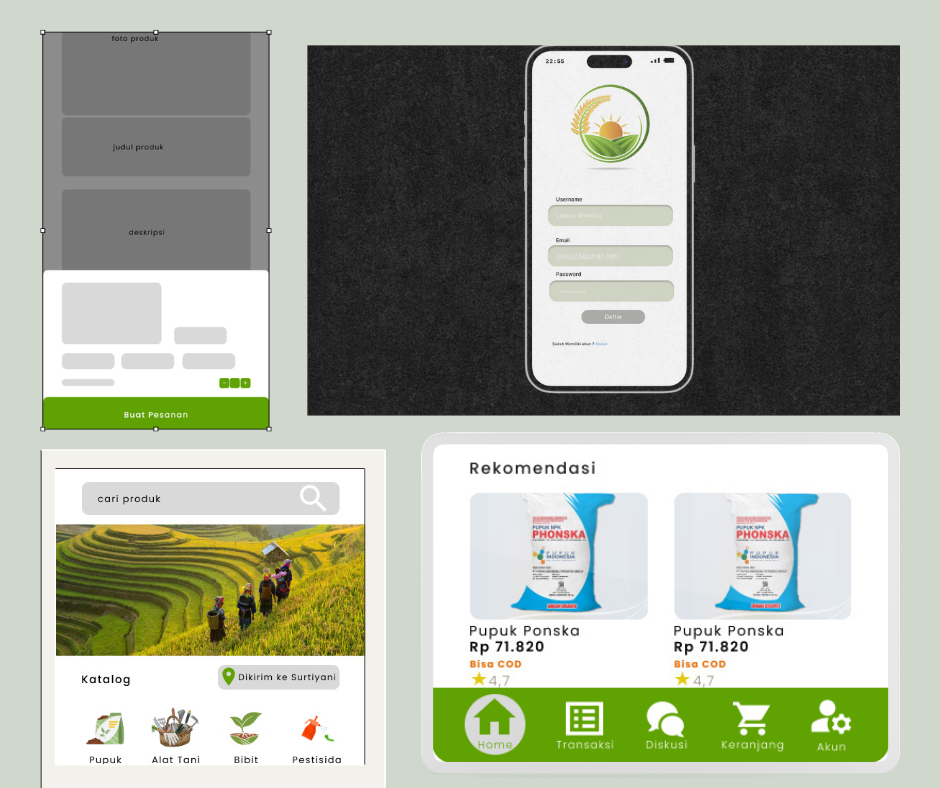 foto produk
judul produk
deskripsi
-
+
Buat Pesanan
22:55
Username
Email
Password
Daftar
Sudah Memiliki akun ? Masuk
cari produk
Katalog
Dikirim ke Surtiyani
Pupuk
Alat Tani
Bibit
Pestisida
Rekomendasi
PUPUK NPK
PHONSKA
PUPUK
INDONESIA
PUPUK NPK
PHONSKA
PUPUK
INDONESIA
Pupuk Ponska
Rp 71.820
Bisa COD
4,7
Pupuk Ponska
Rp 71.820
Bisa COD
4,7
Home
Transaksi
Diskusi
Keranjang
Akun